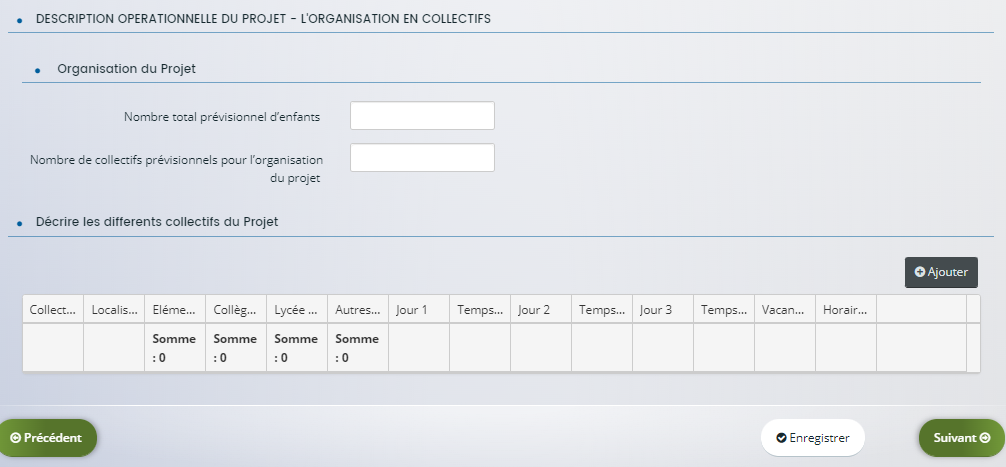 DESCRIPTION OPERATIONNELLE DU PROJET - L'ORGANISATION EN COLLECTIFS
Organisation du Projet
Nombre total prévisionnel d'enfants
Nombre de collectifs prévisionnels pour l'organisation
du projet
Décrire les differents collectifs du Projet
Ajouter
Collect... Localis... Eléme... Collèg... Lycée ... Autres... Jour 1 Temps... Jour 2 Temps... Jour 3 Temps... Vacan... Horair...
Somme Somme Somme Somme
: 0 : 0 : 0 : 0
Précédent Enregistrer Suivant